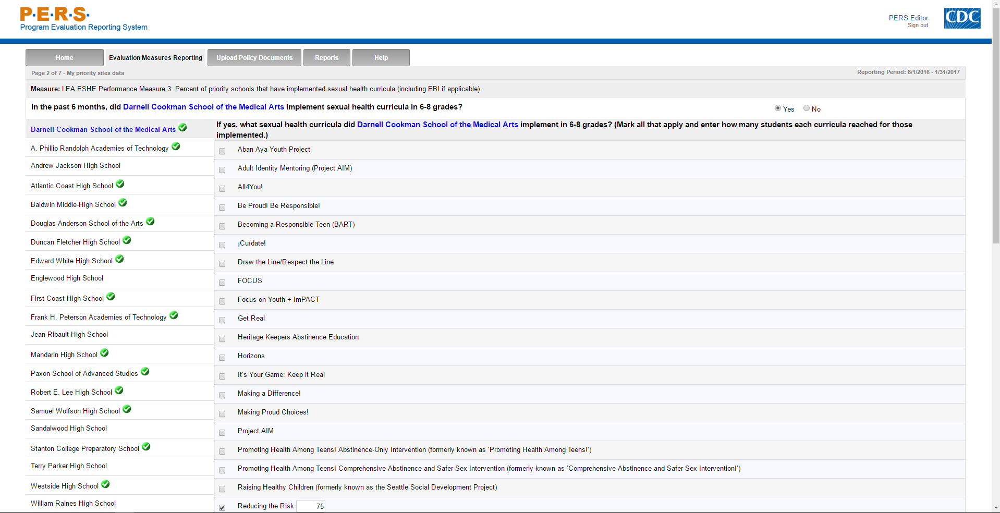 P·E·R·S·
Program Evaluation Reporting System
PERS Editor
Sign out
CDC
Home
Evaluation Measures Reporting
Upload Policy Documents
Reports
Help
Page 2 of 7 - My priority sites data
Reporting Period: 8/1/2016 - 1/31/2017
Measure: LEA ESHE Performance Measure 3: Percent of priority schools that have implemented sexual health curricula (including EBI if applicable).
In the past 6 months, did Darnell Cookman School of the Medical Arts implement sexual health curricula in 6-8 grades?
Yes
No
Darnell Cookman School of the Medical Arts
A. Phillip Randolph Academies of Technology
Andrew Jackson High School
Atlantic Coast High School
Baldwin Middle-High School
Douglas Anderson School of the Arts
Duncan Fletcher High School
Edward White High School
Englewood High School
First Coast High School
Frank H. Peterson Academies of Technology
Jean Ribault High School
Mandarin High School
Paxon School of Advanced Studies
Robert E. Lee High School
Samuel Wolfson High School
Sandalwood High School
Stanton College Preparatory School
Terry Parker High School
Westside High School
William Raines High School
If yes, what sexual health curricula did Darnell Cookman School of the Medical Arts implement in 6-8 grades? (Mark all that apply and enter how many students each curricula reached for those
implemented.)
Aban Aya Youth Project
Adult Identity Mentoring (Project AIM)
All4You!
Be Proud! Be Responsible!
Becoming a Responsible Teen (BART)
¡Cuídate!
Draw the Line/Respect the Line
FOCUS
Focus on Youth + ImPACT
Get Real
Heritage Keepers Abstinence Education
Horizons
It's Your Game: Keep it Real
Making a Difference!
Making Proud Choices!
Project AIM
Promoting Health Among Teens! Abstinence-Only Intervention (formerly known as 'Promoting Health Among Teens!')
Promoting Health Among Teens! Comprehensive Abstinence and Safer Sex Intervention (formerly known as 'Comprehensive Abstinence and Safer Sex Intervention!')
Raising Healthy Children (formerly known as the Seattle Social Development Project)
Reducing the Risk 75